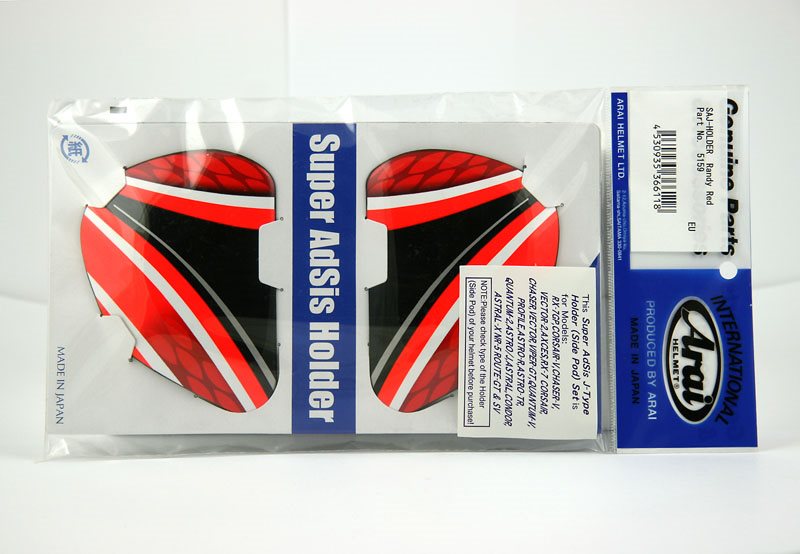 紙
MADE IN JAPAN
Super AdSis Holder
This Super AdSis J-Type
Holder (Side Pod) Set is
for Models:
RX-7GP,CORSAIR-V,CHASER-V,
VECTOR-2,AXCES,RX-7 CORSAIR,
CHASER,VECTOR,VIPER-GT,QUANTUM-V,
PROFILE,ASTRO-R,ASTRO-TR,
QUANTUM-2,ASTRO-J,ASTRAL,CONDOR,
ASTRAL-X,NR-5 ROUTE-GT & SV
NOTE:Please check type of the Holder
(Side Pod) of your helmet before purchase!
ARAI HELMET LTD.
SAJ-HOLDER Randy Red
Part No. 5159
4530935136618
EU
Genuine Parts
INTERNATIONAL
Arai
HELMET®
PRODUCED BY ARAI
MADE IN JAPAN